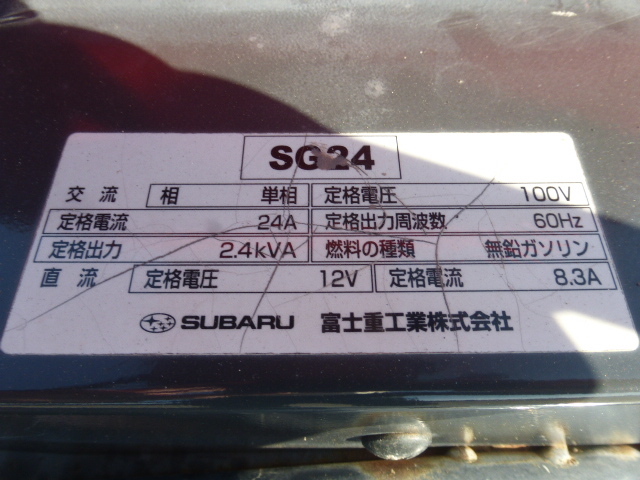 SG24
交流 相 単相 定格電圧 100V
定格電流 24A 定格出力周波数 60Hz
定格出力 2.4kVA 燃料の種類 無鉛ガソリン
直流 定格電圧 12V 定格電流 8.3A
SUBARU 富士重工業株式会社